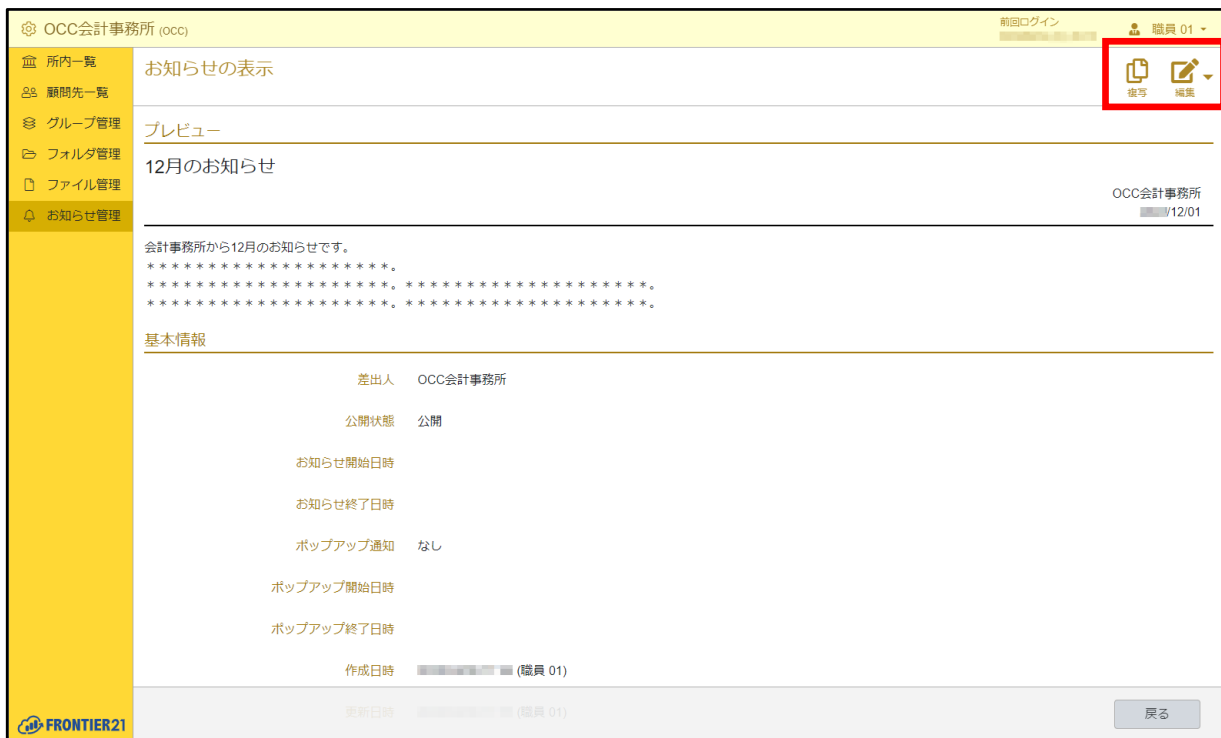 OCC会計事務所 (OCC)
前回ログイン
職員 01
所内一覧
顧問先一覧
グループ管理
フォルダ管理
ファイル管理
お知らせ管理
お知らせの表示
複写
編集
プレビュー
12月のお知らせ
OCC会計事務所
/12/01
会計事務所から12月のお知らせです。
********************。
********************。********************。
********************。********************。
基本情報
差出人 OCC会計事務所
公開状態 公開
お知らせ開始日時
お知らせ終了日時
ポップアップ通知 なし
ポップアップ開始日時
ポップアップ終了日時
作成日時 (職員 01)
更新日時 (職員 01)
戻る
FRONTIER21